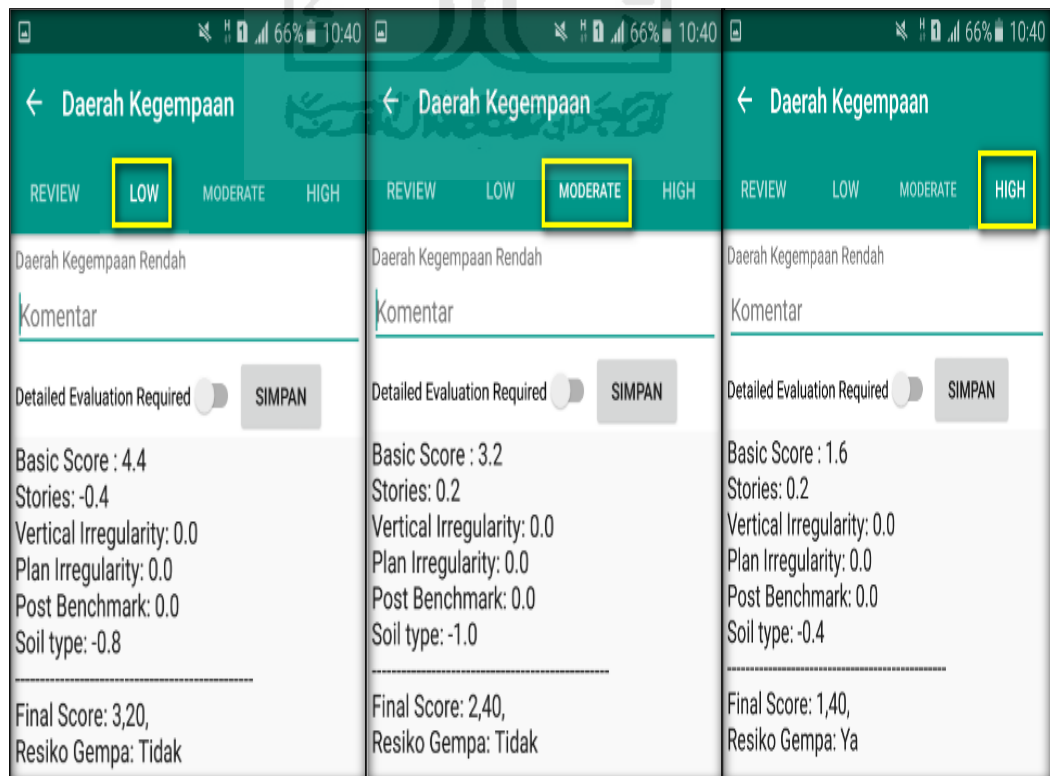 66% 10:40
Daerah Kegempaan
REVIEW LOW MODERATE HIGH
Daerah Kegempaan Rendah
Komentar
Detailed Evaluation Required SIMPAN
Basic Score : 4.4
Stories: -0.4
Vertical Irregularity: 0.0
Plan Irregularity: 0.0
Post Benchmark: 0.0
Soil type: -0.8
--------------------------------------------------
Final Score: 3,20,
Resiko Gempa: Tidak
66% 10:40
Daerah Kegempaan
REVIEW LOW MODERATE HIGH
Daerah Kegempaan Rendah
Komentar
Detailed Evaluation Required SIMPAN
Basic Score : 3.2
Stories: 0.2
Vertical Irregularity: 0.0
Plan Irregularity: 0.0
Post Benchmark: 0.0
Soil type: -1.0
--------------------------------------------------
Final Score: 2,40,
Resiko Gempa: Tidak
66% 10:40
Daerah Kegempaan
REVIEW LOW MODERATE HIGH
Daerah Kegempaan Rendah
Komentar
Detailed Evaluation Required SIMPAN
Basic Score : 1.6
Stories: 0.2
Vertical Irregularity: 0.0
Plan Irregularity: 0.0
Post Benchmark: 0.0
Soil type: -0.4
--------------------------------------------------
Final Score: 1,40,
Resiko Gempa: Ya